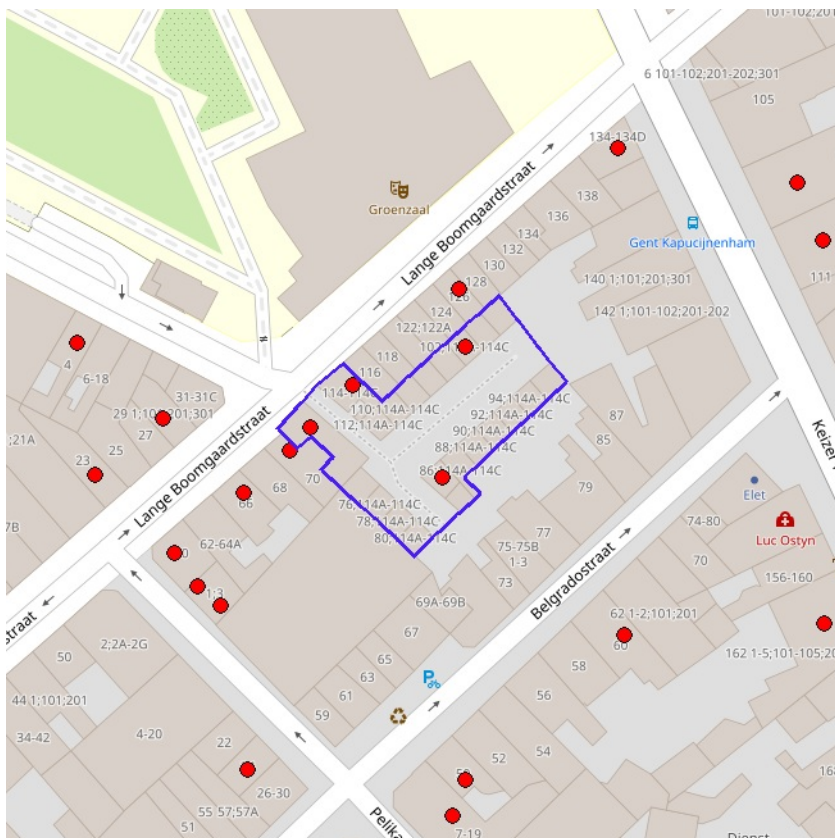 101-102;201
6 101-102;201-202;301
105
134-134D
138
136
Lange Boomgaardstraat
Groenzaal
134
Gent Kapucijnenham
132
130
140 1;101;201;301
111
128
126
124
142 1;101-102;201-202
122;122A
118
4
116
6-18
31-31C
114-114C
94;114A-114C
92;114A-114C
29 1;101;201;301
110;114A-114C
87
112;114A-114C
90;114A-114C
;21A
27
88;114A-114C
85
25
Lange Boomgaardstraat
23
86;114A-114C
Keizer
70
79
Elet
68
66
76;114A-114C
7B
78;114A-114C
74-80
77
Luc Ostyn
62-64A
80;114A-114C
75-75B
1-3
70
73
Belgradostraat
156-160
1;3
69A-69B
62 1-2;101;201
straat
67
60
2;2A-2G
162 1-5;101-105;20
50
65
58
63
44 1;101;201
61
56
59
4-20
34-42
22
54
52
50
168
26-30
55 57;57A
51
Pelika
7-19
Dienst